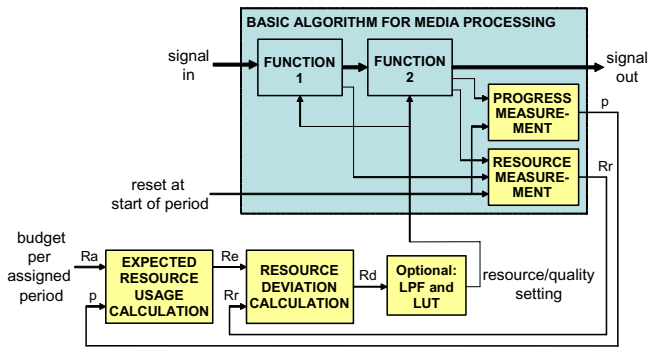 BASIC ALGORITHM FOR MEDIA PROCESSING
signal
in
FUNCTION
1
FUNCTION
2
signal
out
PROGRESS
MEASURE-
MENT
p
RESOURCE
MEASURE-
MENT
Rr
reset at
start of period
budget
per
assigned
period
Ra
p
EXPECTED
RESOURCE
USAGE
CALCULATION
Re
Rr
RESOURCE
DEVIATION
CALCULATION
Rd
Optional:
LPF and
LUT
resource/quality
setting